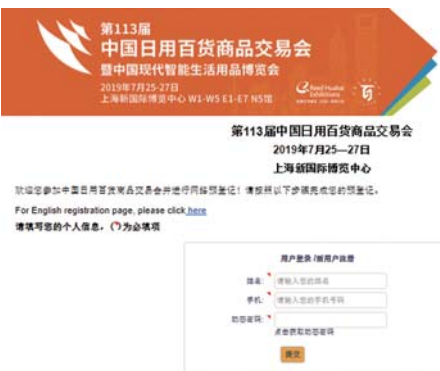 第113届
中国日用百货商品交易会
暨中国现代智能生活用品博览会
2019年7月25-27日
上海新国际博览中心 W1-W5 E1-E7 N5馆
Reed Huabai
Exhibitions
第113届中国日用百货商品交易会
2019年7月25—27日
上海新国际博览中心
欢迎您参加中国日用百货商品交易会并进行网络预登记！请按照以下步骤完成您的预登记。
For English registration page, please click here
请填写您的个人信息，(*)为必填项
用户登录 /新用户注册
姓名： 请输入您的姓名
手机： 请输入您的手机号码
动态密码：
点击获取动态密码
提交